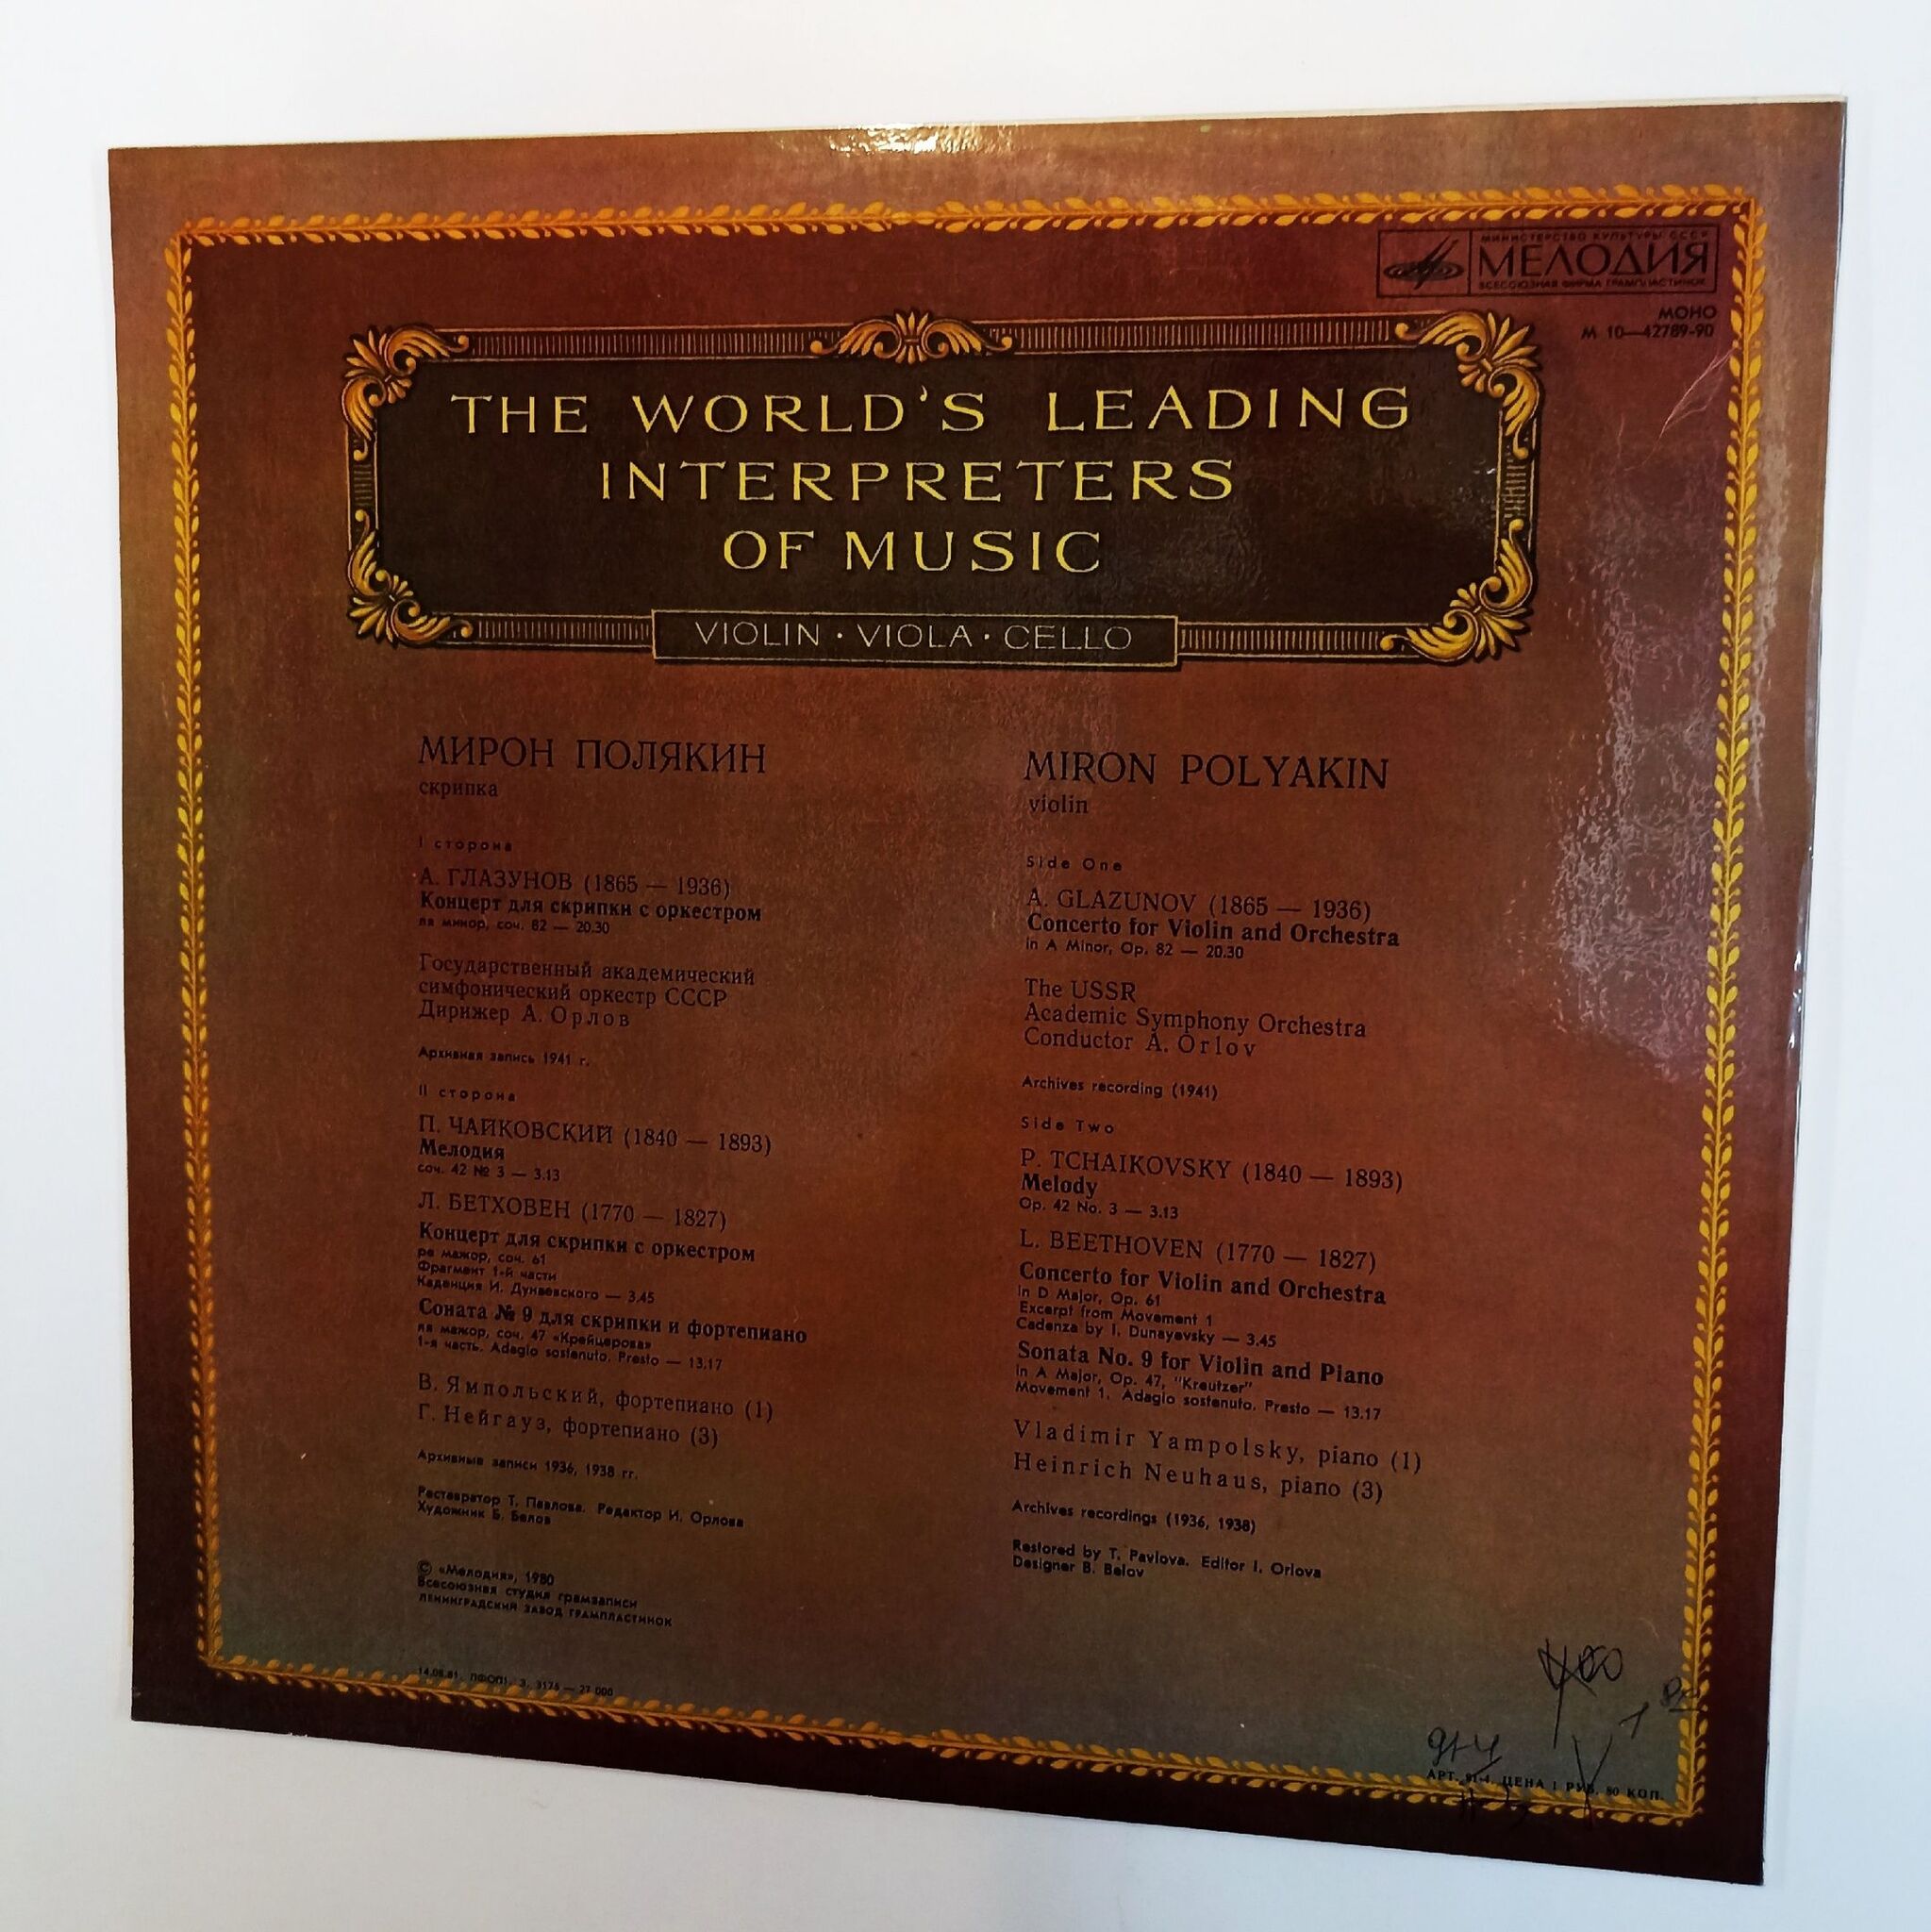 МИНИСТЕРСТВО КУЛЬТУРЫ СССР
МЕЛОДИЯ
ВСЕСОЮЗНАЯ ФИРМА ГРАМПЛАСТИНОК
МОНО
М 10—42789-90
THE WORLD'S LEADING
INTERPRETERS
OF MUSIC
VIOLIN · VIOLA · CELLO
МИРОН ПОЛЯКИН
скрипка
I сторона
А. ГЛАЗУНОВ (1865 — 1936)
Концерт для скрипки с оркестром
ля минор, соч. 82 — 20.30
Государственный академический
симфонический оркестр СССР
Дирижер А. Орлов
Архивная запись 1941 г.
II сторона
П. ЧАЙКОВСКИЙ (1840 — 1893)
Мелодия
соч. 42 № 3 — 3.13
Л. БЕТХОВЕН (1770 — 1827)
Концерт для скрипки с оркестром
ре мажор, соч. 61
Фрагмент 1-й части
Каденция И. Дунаевского — 3.45
Соната № 9 для скрипки и фортепиано
ля мажор, соч. 47 «Крейцерова»
1-я часть. Adagio sostenuto. Presto — 13.17
В. Ямпольский, фортепиано (1)
Г. Нейгауз, фортепиано (3)
Архивные записи 1936, 1938 гг.
Реставратор Т. Павлова. Редактор И. Орлова
Художник Б. Белов
© «Мелодия», 1980
Всесоюзная студия грамзаписи
ЛЕНИНГРАДСКИЙ ЗАВОД ГРАМПЛАСТИНОК
14.08.81. ЛФОП1. З. 3175 — 27 000
MIRON POLYAKIN
violin
Side One
A. GLAZUNOV (1865 — 1936)
Concerto for Violin and Orchestra
in A Minor, Op. 82 — 20.30
The USSR
Academic Symphony Orchestra
Conductor A. Orlov
Archives recording (1941)
Side Two
P. TCHAIKOVSKY (1840 — 1893)
Melody
Op. 42 No. 3 — 3.13
L. BEETHOVEN (1770 — 1827)
Concerto for Violin and Orchestra
in D Major, Op. 61
Excerpt from Movement 1
Cadenza by I. Dunayevsky — 3.45
Sonata No. 9 for Violin and Piano
in A Major, Op. 47, "Kreutzer"
Movement 1. Adagio sostenuto. Presto — 13.17
Vladimir Yampolsky, piano (1)
Heinrich Neuhaus, piano (3)
Archives recordings (1936, 1938)
Restored by T. Pavlova. Editor I. Orlova
Designer B. Belov
АРТ. 91-4. ЦЕНА 1 РУБ. 80 КОП.